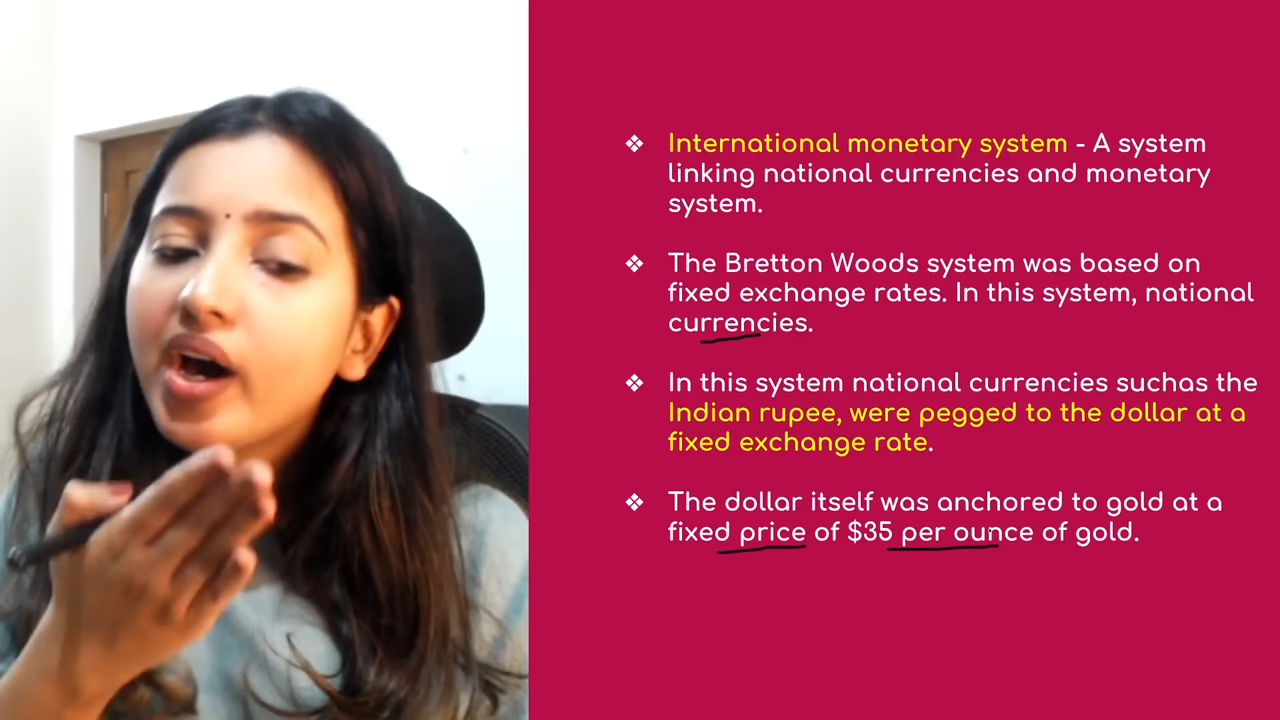 ❖ International monetary system - A system
linking national currencies and monetary
system.
❖ The Bretton Woods system was based on
fixed exchange rates. In this system, national
currencies.
❖ In this system national currencies suchas the
Indian rupee, were pegged to the dollar at a
fixed exchange rate.
❖ The dollar itself was anchored to gold at a
fixed price of $35 per ounce of gold.